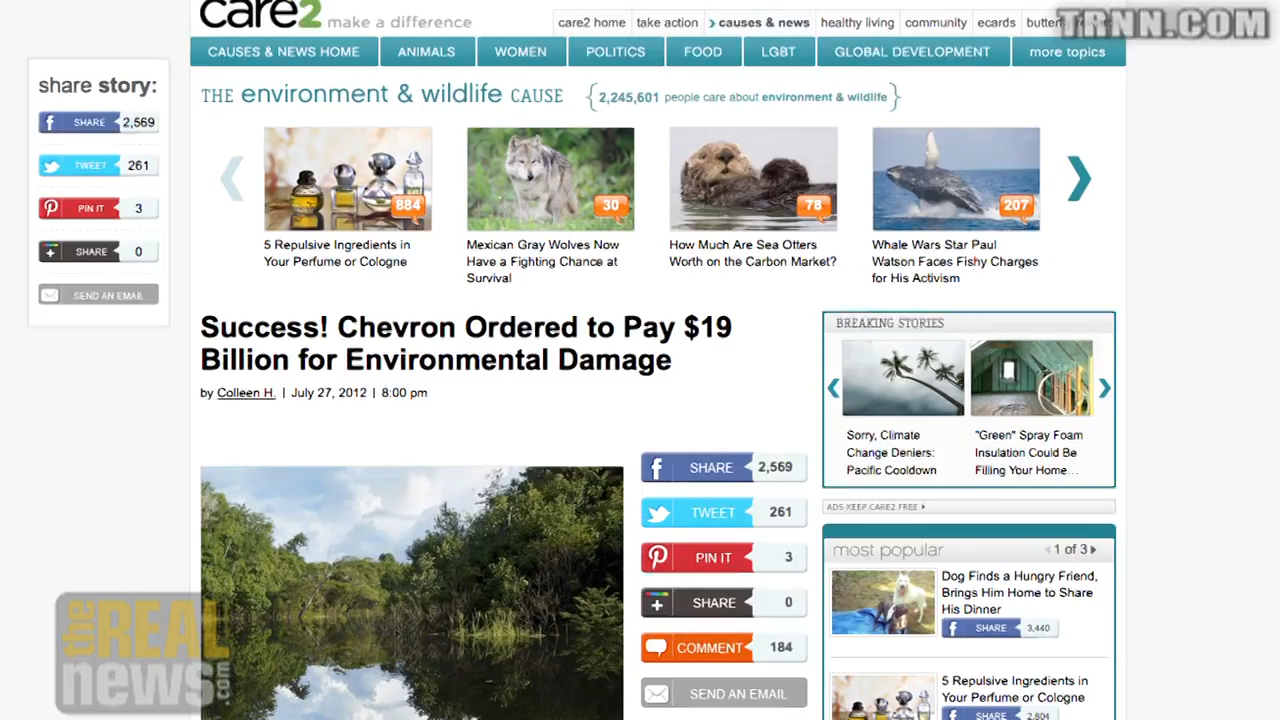 care2 make a difference
TRNN.COM
care2 home take action › causes & news healthy living community ecards
CAUSES & NEWS HOME ANIMALS WOMEN POLITICS FOOD LGBT GLOBAL DEVELOPMENT more topics
share story:
SHARE 2,569
TWEET 261
PIN IT 3
SHARE 0
SEND AN EMAIL
THE environment & wildlife CAUSE {2,245,601 people care about environment & wildlife}
884
30
78
207
5 Repulsive Ingredients in
Your Perfume or Cologne
Mexican Gray Wolves Now
Have a Fighting Chance at
Survival
How Much Are Sea Otters
Worth on the Carbon Market?
Whale Wars Star Paul
Watson Faces Fishy Charges
for His Activism
Success! Chevron Ordered to Pay $19
Billion for Environmental Damage
by Colleen H. | July 27, 2012 | 8:00 pm
SHARE 2,569
TWEET 261
PIN IT 3
SHARE 0
COMMENT 184
SEND AN EMAIL
BREAKING STORIES
Sorry, Climate
Change Deniers:
Pacific Cooldown
"Green" Spray Foam
Insulation Could Be
Filling Your Home...
ADS KEEP CARE2 FREE
most popular 1 of 3
Dog Finds a Hungry Friend,
Brings Him Home to Share
His Dinner
SHARE 3,440
5 Repulsive Ingredients in
Your Perfume or Cologne
SHARE 2,804
the REAL
news.com